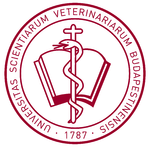 UNIVERSITAS SCIENTIARUM VETERINARIARUM BUDAPESTINENSIS
· 1787 ·